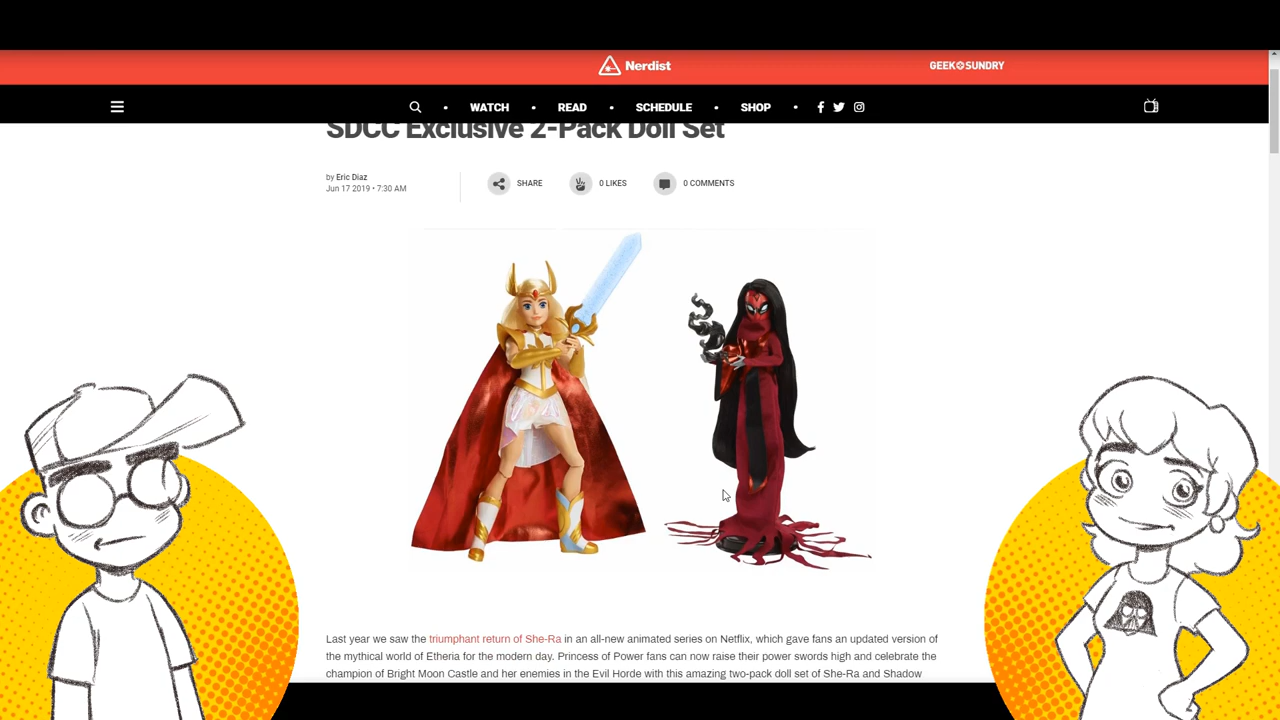 Nerdist
GEEK SUNDRY
WATCH • READ • SCHEDULE • SHOP •
SDCC Exclusive 2-Pack Doll Set
by Eric Diaz
Jun 17 2019 • 7:30 AM
SHARE
0 LIKES
0 COMMENTS
Last year we saw the triumphant return of She-Ra in an all-new animated series on Netflix, which gave fans an updated version of
the mythical world of Etheria for the modern day. Princess of Power fans can now raise their power swords high and celebrate the
champion of Bright Moon Castle and her enemies in the Evil Horde with this amazing two-pack doll set of She-Ra and Shadow